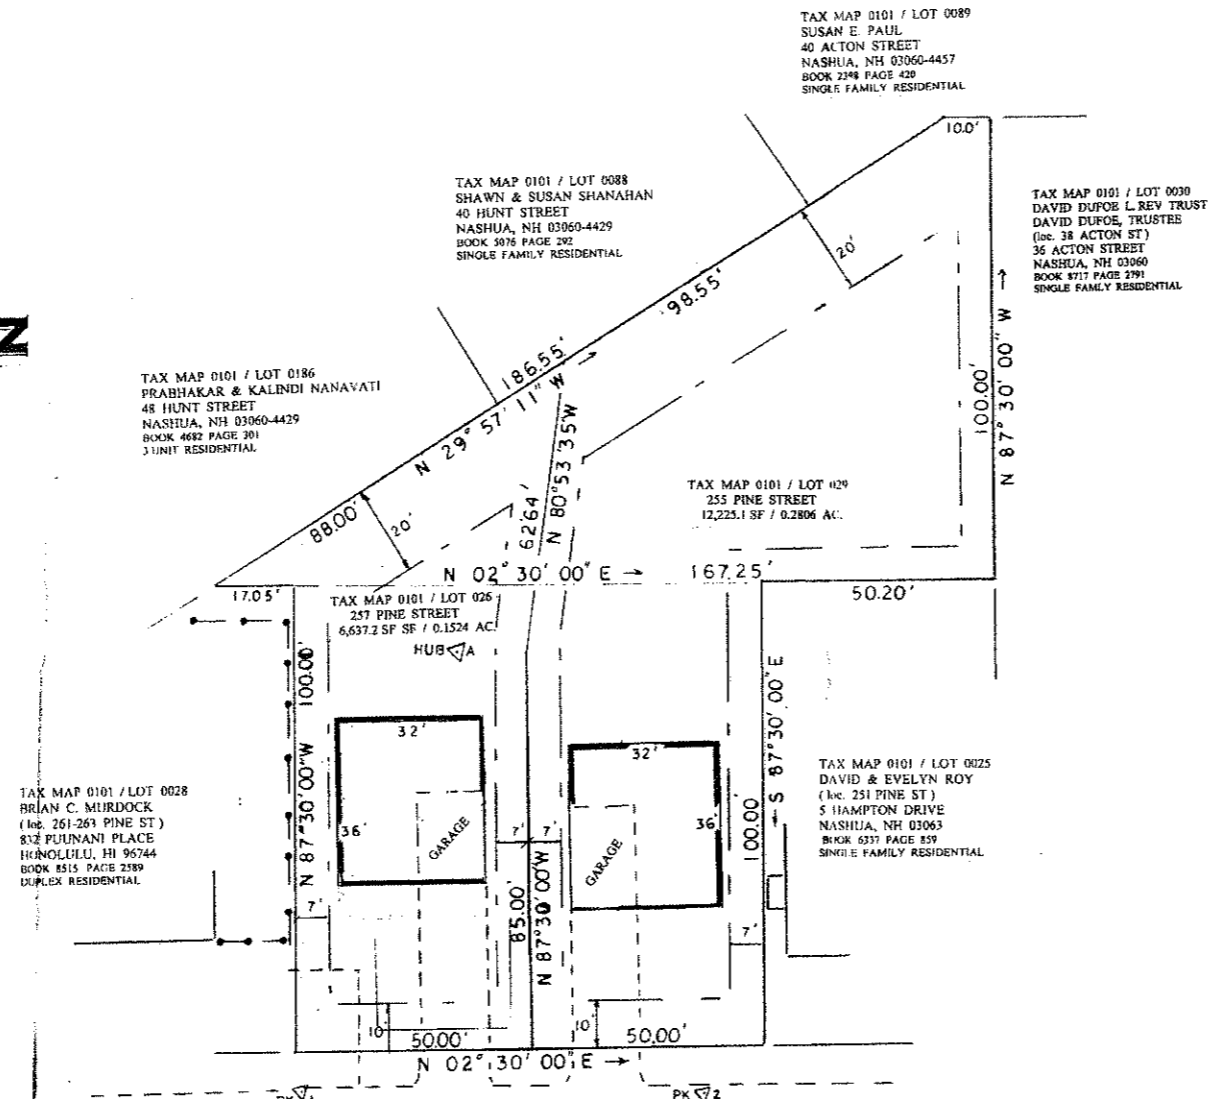 TAX MAP 0101 / LOT 0089
SUSAN E. PAUL
40 ACTON STREET
NASHUA, NH 03060-4457
BOOK 2398 PAGE 420
SINGLE FAMILY RESIDENTIAL
10.0'
TAX MAP 0101 / LOT 0088
SHAWN & SUSAN SHANAHAN
40 HUNT STREET
NASHUA, NH 03060-4429
BOOK 5076 PAGE 292
SINGLE FAMILY RESIDENTIAL
TAX MAP 0101 / LOT 0030
DAVID DUFOE L REV TRUST
DAVID DUFOE, TRUSTEE
(loc. 38 ACTON ST)
36 ACTON STREET
NASHUA, NH 03060
BOOK 8717 PAGE 2791
SINGLE FAMLY RESIDENTIAL
20'
98.55'
N
186.55'
TAX MAP 0101 / LOT 0186
PRABHAKAR & KALINDI NANAVATI
48 HUNT STREET
NASHUA, NH 03060-4429
BOOK 4682 PAGE 301
3 UNIT RESIDENTIAL
N 29° 57' 11" W
N 80°53'35"W
62.64'
100.00'
N 87° 30' 00" W
88.00'
20'
TAX MAP 0101 / LOT 029
255 PINE STREET
12,225.1 SF / 0.2806 AC.
N 02° 30' 00" E
167.25'
17.05'
50.20'
TAX MAP 0101 / LOT 026
257 PINE STREET
6,637.2 SF SF / 0.1524 AC.
HUB A
100.00'
N 87°30'00"W
S 87°30'00"E
100.00
32'
32'
36'
36'
GARAGE
GARAGE
7'
7'
TAX MAP 0101 / LOT 0028
BRIAN C. MURDOCK
(loc. 261-263 PINE ST)
832 PUUNANI PLACE
HONOLULU, HI 96744
BOOK 8515 PAGE 2589
DUPLEX RESIDENTIAL
TAX MAP 0101 / LOT 0025
DAVID & EVELYN ROY
(loc. 251 PINE ST)
5 HAMPTON DRIVE
NASHUA, NH 03063
BOOK 6337 PAGE 859
SINGLE FAMILY RESIDENTIAL
85.00'
N 87°30'00"W
7'
7'
10'
10'
50.00'
50.00'
N 02° 30' 00" E
PK 2